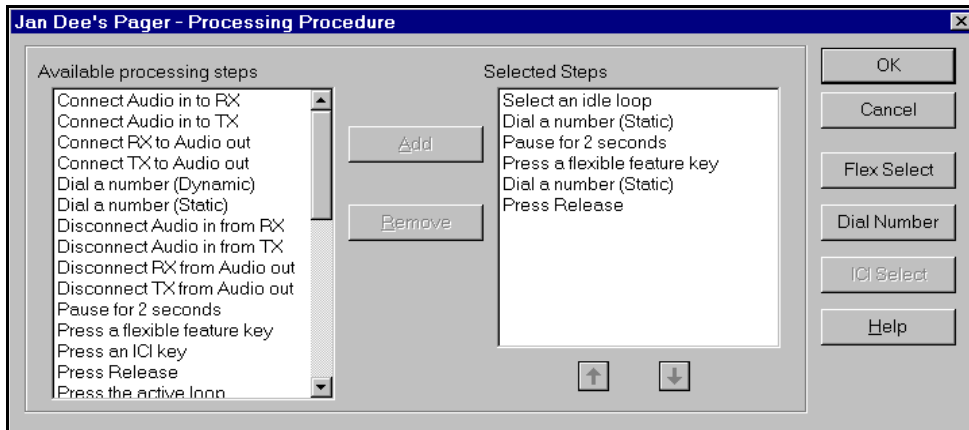 Jan Dee's Pager - Processing Procedure
Available processing steps
Connect Audio in to RX
Connect Audio in to TX
Connect RX to Audio out
Connect TX to Audio out
Dial a number (Dynamic)
Dial a number (Static)
Disconnect Audio in from RX
Disconnect Audio in from TX
Disconnect RX from Audio out
Disconnect TX from Audio out
Pause for 2 seconds
Press a flexible feature key
Press an ICI key
Press Release
Press the active loop
Add
Remove
Selected Steps
Select an idle loop
Dial a number (Static)
Pause for 2 seconds
Press a flexible feature key
Dial a number (Static)
Press Release
OK
Cancel
Flex Select
Dial Number
ICI Select
Help